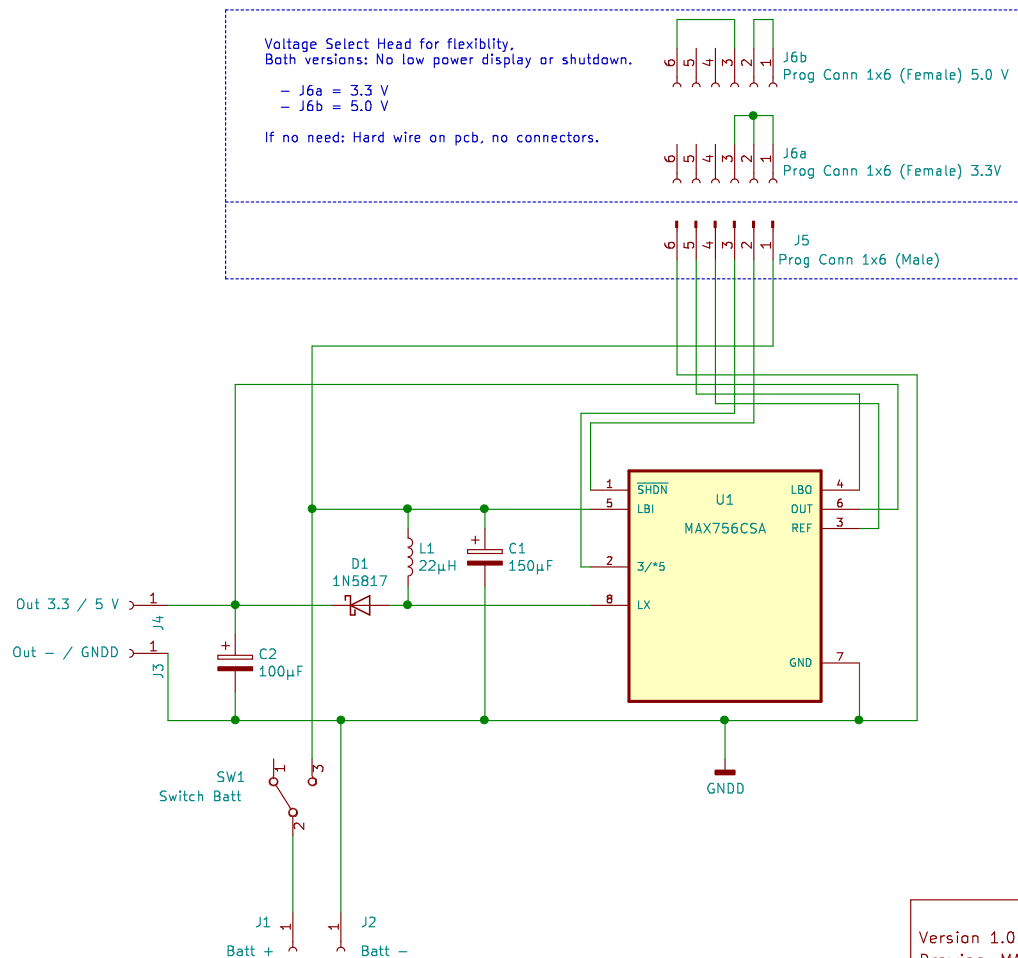 Voltage Select Head for flexiblity,
Both versions: No low power display or shutdown.
- J6a = 3.3 V
- J6b = 5.0 V
If no need: Hard wire on pcb, no connectors.
6 5 4 3 2 1
J6b
Prog Conn 1x6 (Female) 5.0 V
6 5 4 3 2 1
J6a
Prog Conn 1x6 (Female) 3.3V
6 5 4 3 2 1
J5
Prog Conn 1x6 (Male)
1 SHDN
5 LBI
2 3/*5
8 LX
U1
MAX756CSA
LBO 4
OUT 6
REF 3
GND 7
L1
22µH
+ C1
150µF
D1
1N5817
Out 3.3 / 5 V 1
J4
Out - / GNDD 1
J3
+ C2
100µF
GNDD
SW1
Switch Batt
1 3
2
J1 1
Batt +
1 J2
Batt -
Version 1.0